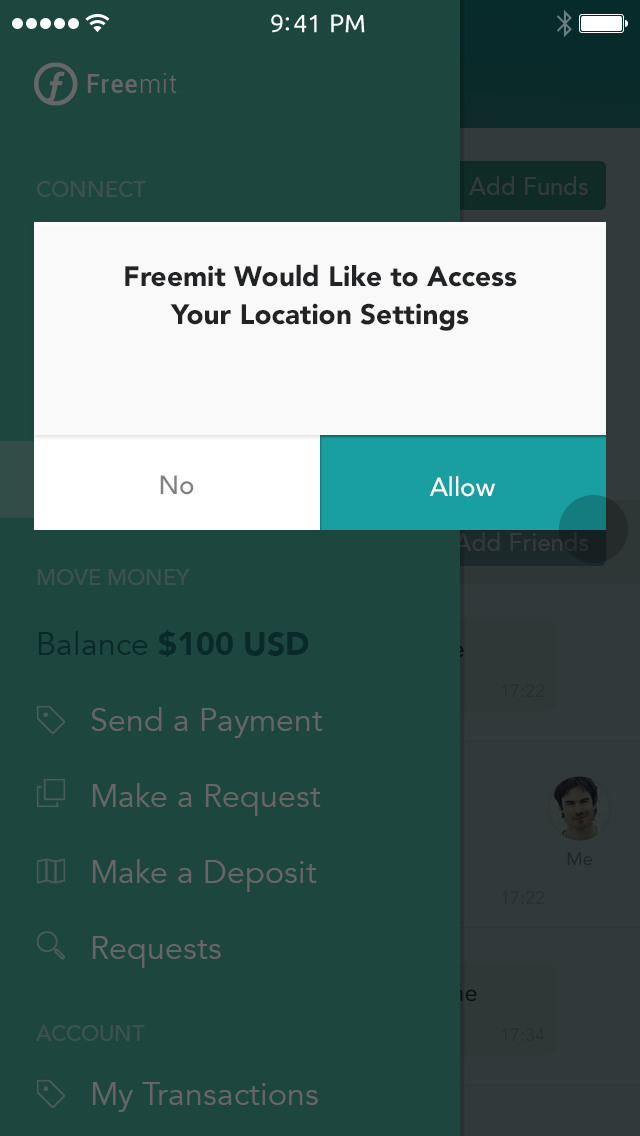 9:41 PM
Freemit
CONNECT
Add Funds
Freemit Would Like to Access
Your Location Settings
No
Allow
Add Friends
MOVE MONEY
Balance $100 USD
17:22
Send a Payment
Make a Request
Me
Make a Deposit
17:22
Requests
17:34
ACCOUNT
My Transactions